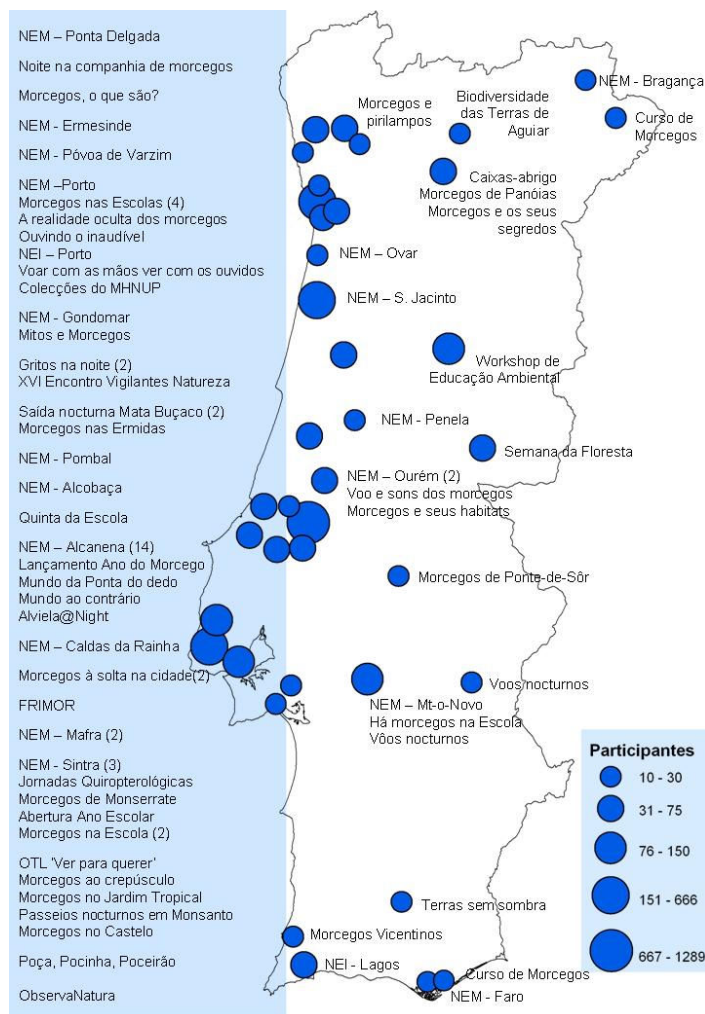 NEM – Ponta Delgada
Noite na companhia de morcegos
Morcegos, o que são?
NEM - Ermesinde
NEM - Póvoa de Varzim
NEM –Porto
Morcegos nas Escolas (4)
A realidade oculta dos morcegos
Ouvindo o inaudível
NEI – Porto
Voar com as mãos ver com os ouvidos
Colecções do MHNUP
NEM - Gondomar
Mitos e Morcegos
Gritos na noite (2)
XVI Encontro Vigilantes Natureza
Saída nocturna Mata Buçaco (2)
Morcegos nas Ermidas
NEM - Pombal
NEM - Alcobaça
Quinta da Escola
NEM – Alcanena (14)
Lançamento Ano do Morcego
Mundo da Ponta do dedo
Mundo ao contrário
Alviela@Night
NEM – Caldas da Rainha
Morcegos à solta na cidade(2)
FRIMOR
NEM – Mafra (2)
NEM - Sintra (3)
Jornadas Quiropterológicas
Morcegos de Monserrate
Abertura Ano Escolar
Morcegos na Escola (2)
OTL 'Ver para querer'
Morcegos ao crepúsculo
Morcegos no Jardim Tropical
Passeios nocturnos em Monsanto
Morcegos no Castelo
Poça, Pocinha, Poceirão
ObservaNatura
NEM - Bragança
Curso de
Morcegos
Biodiversidade
das Terras de
Aguiar
Morcegos e
pirilampos
Caixas-abrigo
Morcegos de Panóias
Morcegos e os seus
segredos
NEM – Ovar
NEM – S. Jacinto
Workshop de
Educação Ambiental
NEM - Penela
Semana da Floresta
NEM – Ourém (2)
Voo e sons dos morcegos
Morcegos e seus habitats
Morcegos de Ponte-de-Sôr
Voos nocturnos
NEM – Mt-o-Novo
Há morcegos na Escola
Vôos nocturnos
Terras sem sombra
Morcegos Vicentinos
NEI - Lagos
Curso de Morcegos
NEM - Faro
Participantes
10 - 30
31 - 75
76 - 150
151 - 666
667 - 1289